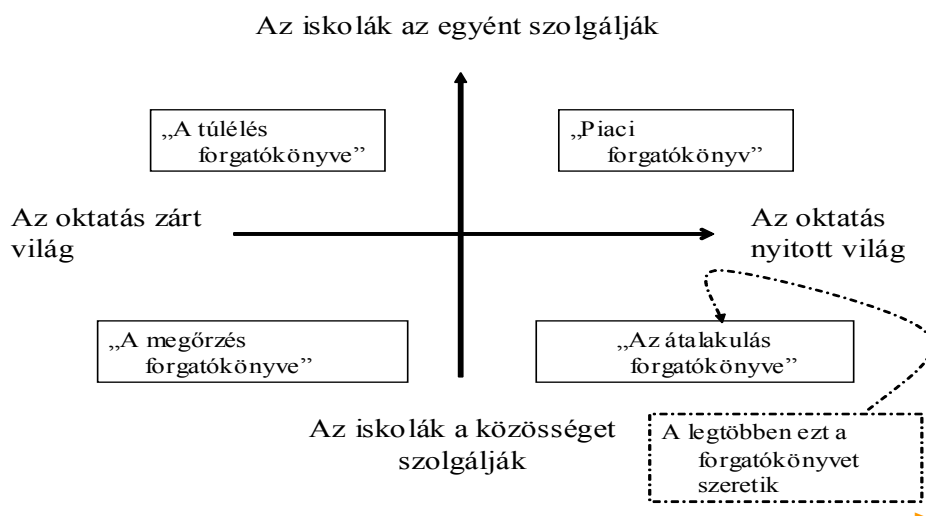 Az iskolák az egyént szolgálják
„A túlélés
forgatókönyve”
„Piaci
forgatókönyv”
Az oktatás zárt
világ
Az oktatás
nyitott világ
„A megőrzés
forgatókönyve”
„Az átalakulás
forgatókönyve”
Az iskolák a közösséget
szolgálják
A legtöbben ezt a
forgatókönyvet
szeretik